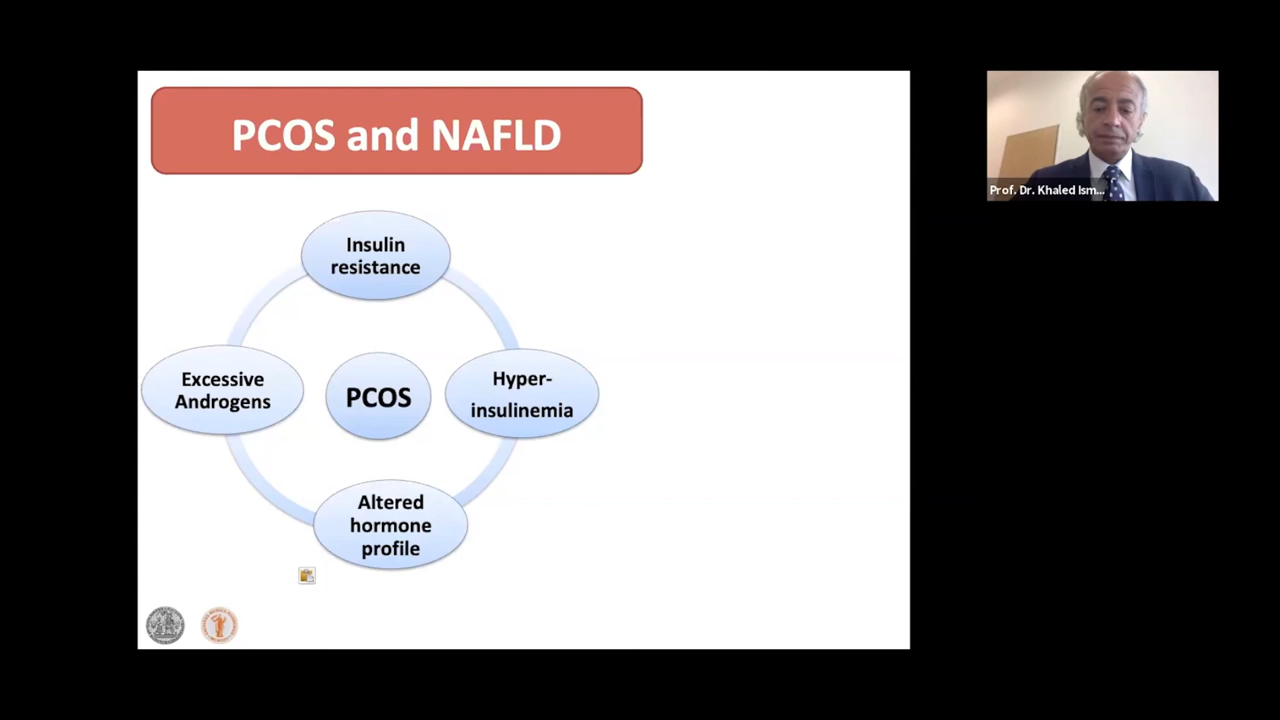 PCOS and NAFLD
Insulin
resistance
Excessive
Androgens
PCOS
Hyper-
insulinemia
Altered
hormone
profile
Prof. Dr. Khaled Ism...